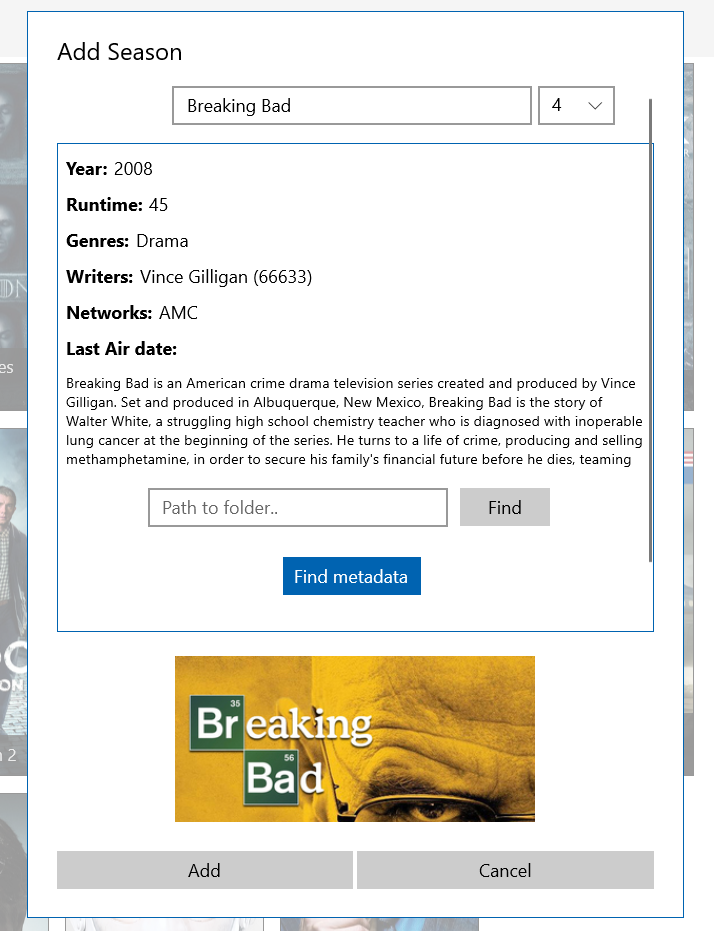 Add Season
Breaking Bad
4
Year: 2008
Runtime: 45
Genres: Drama
Writers: Vince Gilligan (66633)
Networks: AMC
Last Air date:
Breaking Bad is an American crime drama television series created and produced by Vince
Gilligan. Set and produced in Albuquerque, New Mexico, Breaking Bad is the story of
Walter White, a struggling high school chemistry teacher who is diagnosed with inoperable
lung cancer at the beginning of the series. He turns to a life of crime, producing and selling
methamphetamine, in order to secure his family's financial future before he dies, teaming
Path to folder..
Find
Find metadata
35
Breaking
56
Bad
Add
Cancel
es
ON
n 2